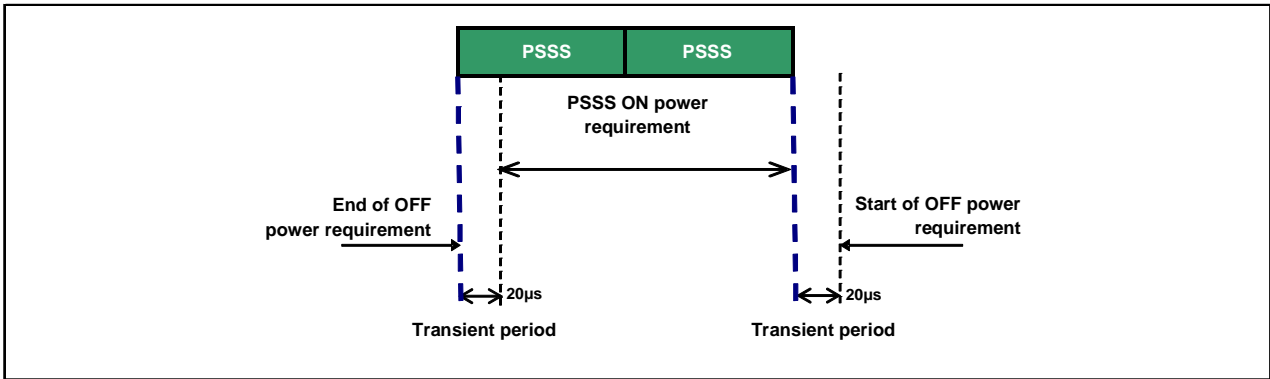 PSSS PSSS
PSSS ON power
requirement
End of OFF
power requirement
Start of OFF power
requirement
20µs
20µs
Transient period
Transient period